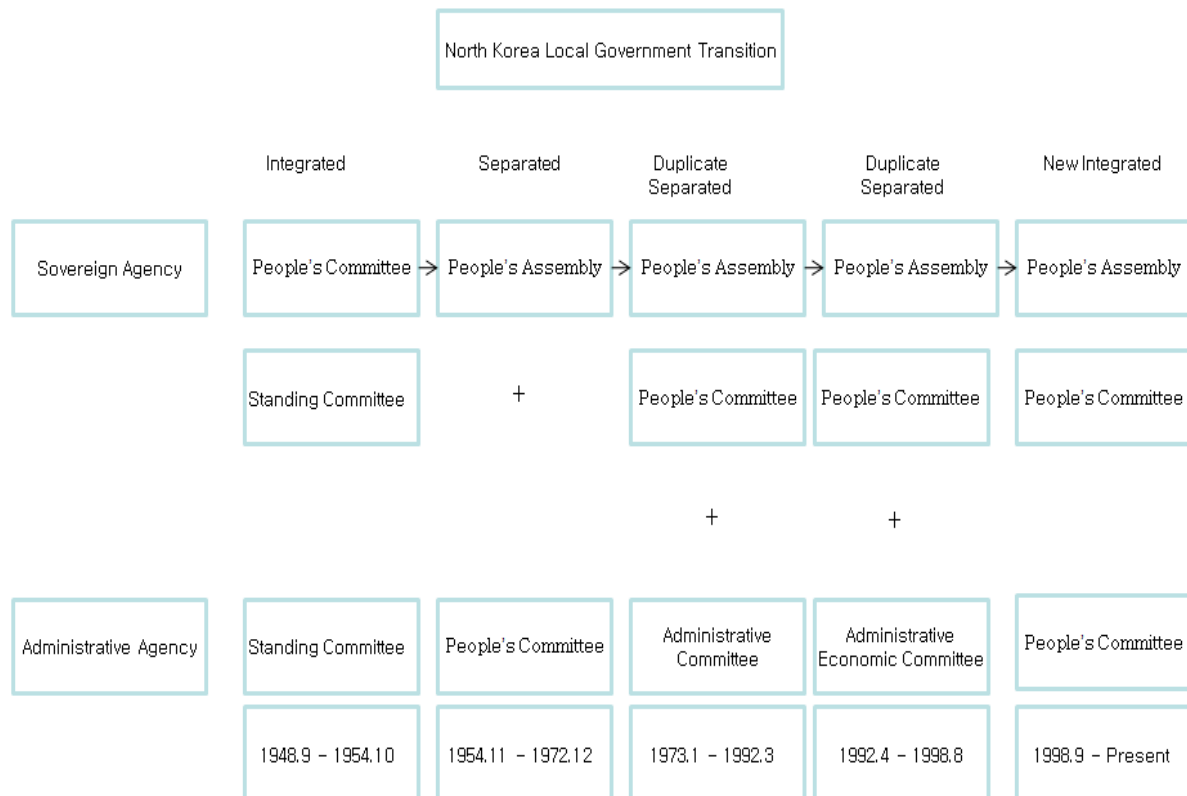 North Korea Local Government Transition
Integrated
Separated
Duplicate
Separated
Duplicate
Separated
New Integrated
Sovereign Agency
People's Committee
People's Assembly
People's Assembly
People's Assembly
People's Assembly
Standing Committee
+
People's Committee
People's Committee
People's Committee
+
+
Administrative Agency
Standing Committee
People's Committee
Administrative
Committee
Administrative
Economic Committee
People's Committee
1948.9 - 1954.10
1954.11 - 1972.12
1973.1 - 1992.3
1992.4 - 1998.8
1998.9 - Present